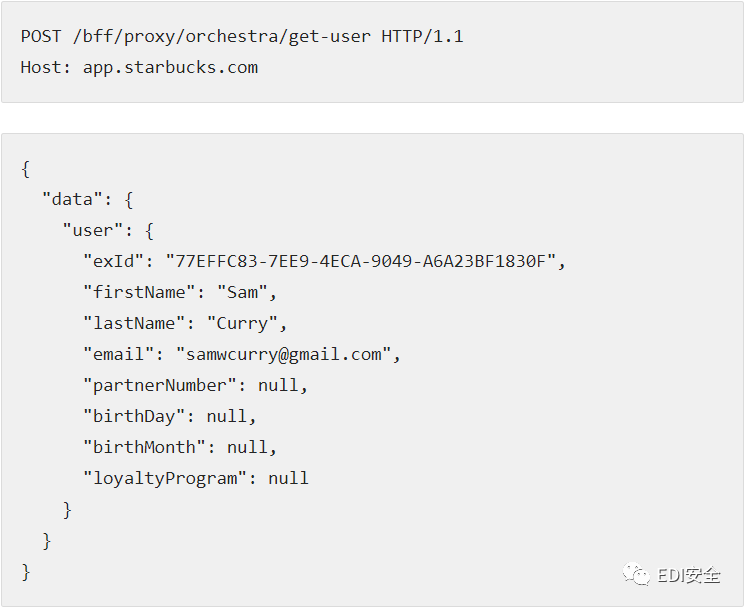 POST /bff/proxy/orchestra/get-user HTTP/1.1
Host: app.starbucks.com
{
  "data": {
    "user": {
      "exId": "77EFFC83-7EE9-4ECA-9049-A6A23BF1830F",
      "firstName": "Sam",
      "lastName": "Curry",
      "email": "samwcurry@gmail.com",
      "partnerNumber": null,
      "birthDay": null,
      "birthMonth": null,
      "loyaltyProgram": null
    }
  }
}
EDI安全